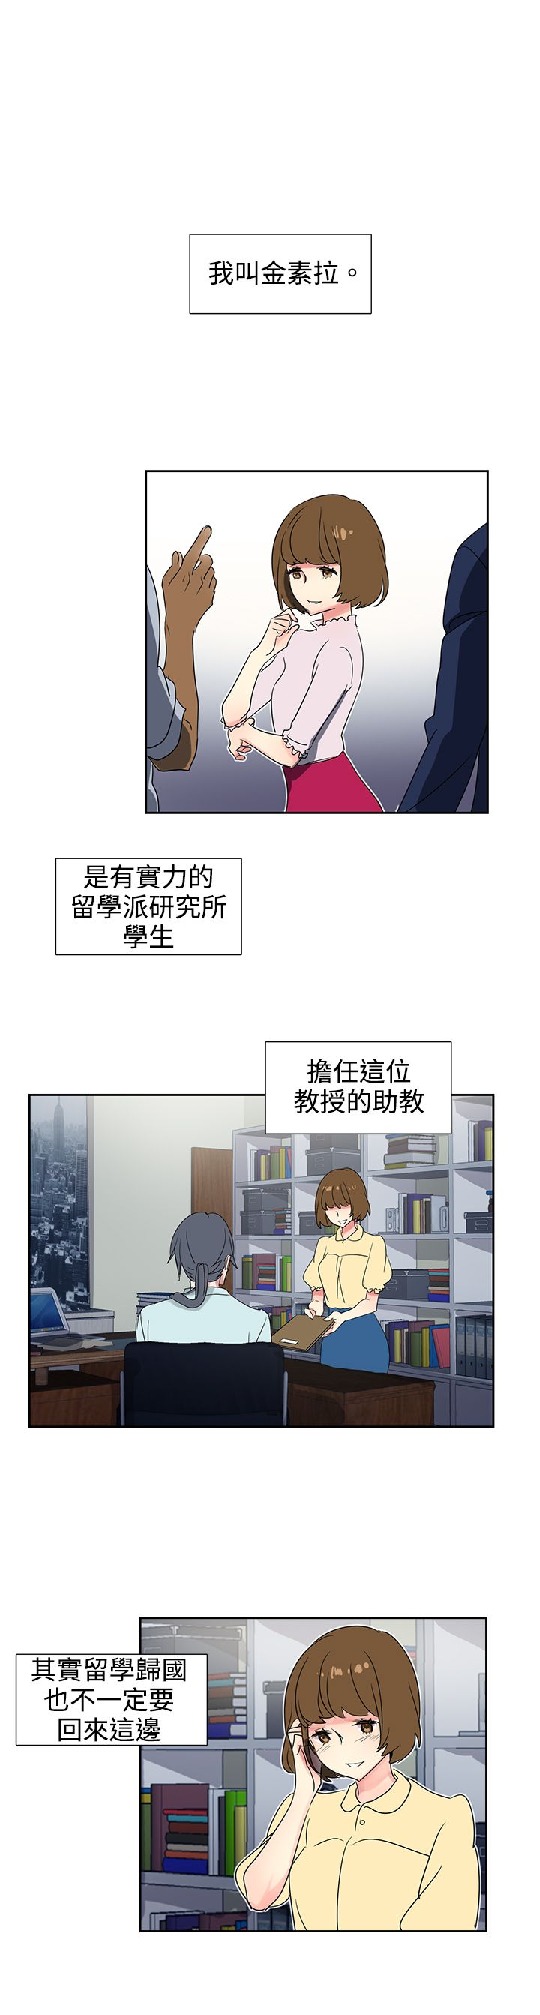 我叫金素拉。
是有實力的
留學派研究所
學生
擔任這位
教授的助教
其實留學歸國
也不一定要
回來這邊